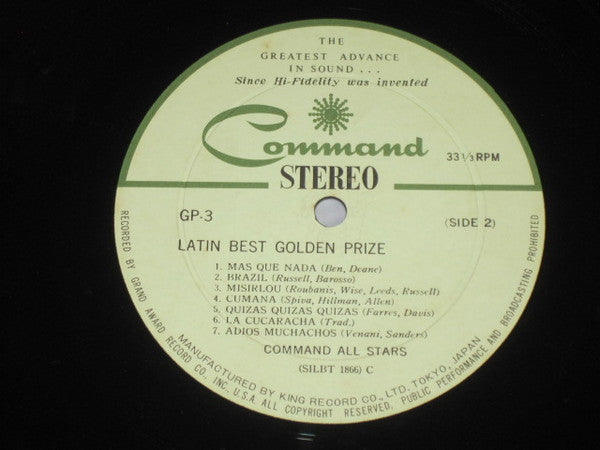 THE
GREATEST ADVANCE
IN SOUND . . .
Since Hi-Fidelity was invented
Command
33 1/3 RPM
STEREO
GP-3
(SIDE 2)
LATIN BEST GOLDEN PRIZE
1. MAS QUE NADA (Ben, Deane)
2. BRAZIL (Russell, Barosso)
3. MISIRLOU (Roubanis, Wise, Leeds, Russell)
4. CUMANA (Spiva, Hillman, Allen)
5. QUIZAS QUIZAS QUIZAS (Farres, Davis)
6. LA CUCARACHA (Trad.)
7. ADIOS MUCHACHOS (Venani, Sanders)
COMMAND ALL STARS
(SILBT 1866) C
MANUFACTURED BY KING RECORD CO., LTD. TOKYO, JAPAN
RECORDED BY GRAND AWARD RECORD CO., INC., U.S.A. ALL COPYRIGHT RESERVED, PUBLIC PERFORMANCE AND BROADCASTING PROHIBITED